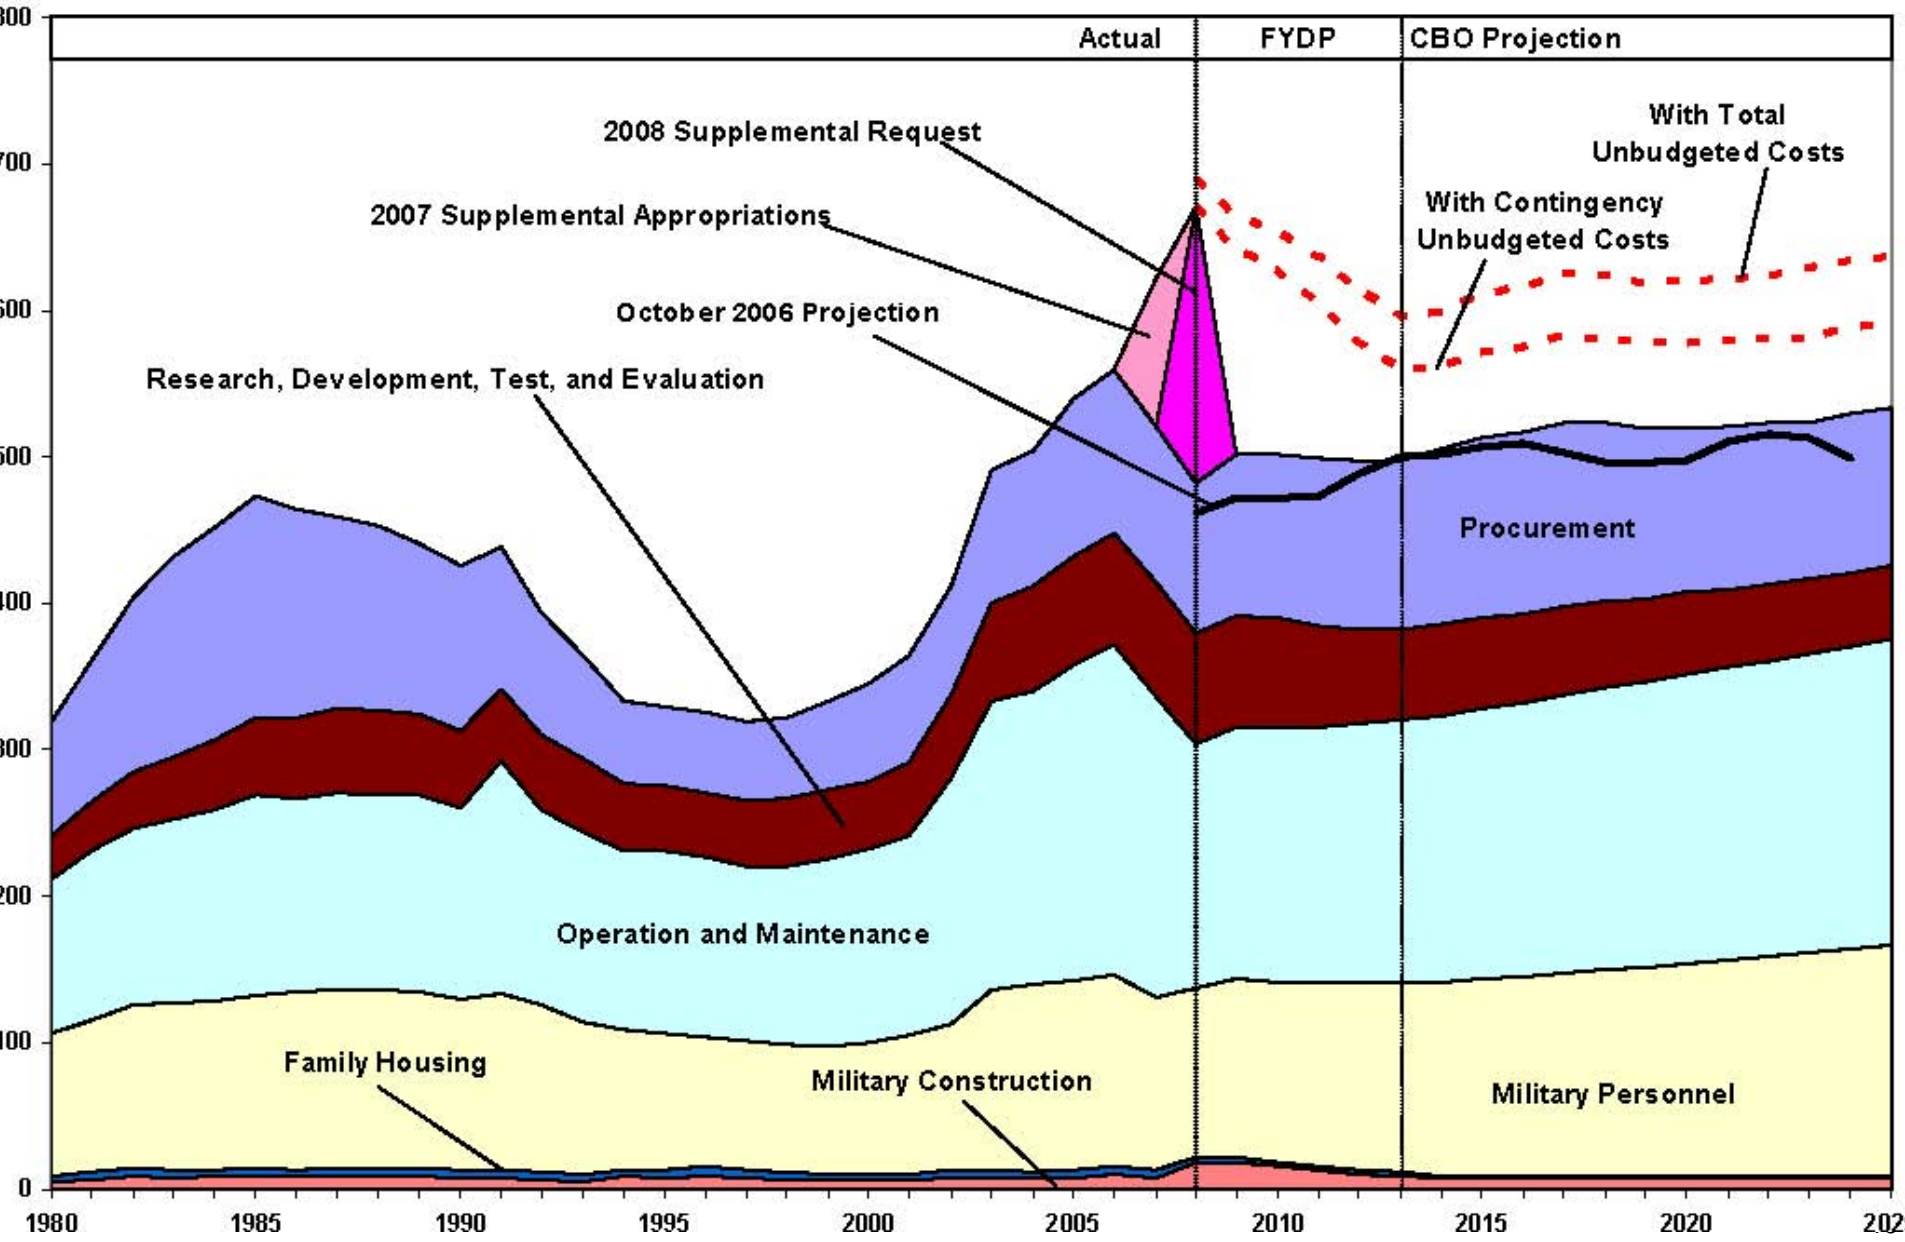 Actual FYDP CBO Projection
With Total
Unbudgeted Costs
2008 Supplemental Request
With Contingency
Unbudgeted Costs
2007 Supplemental Appropriations
October 2006 Projection
Research, Development, Test, and Evaluation
Procurement
Operation and Maintenance
Family Housing
Military Construction
Military Personnel
800
700
600
500
400
300
200
100
0
1980 1985 1990 1995 2000 2005 2010 2015 2020